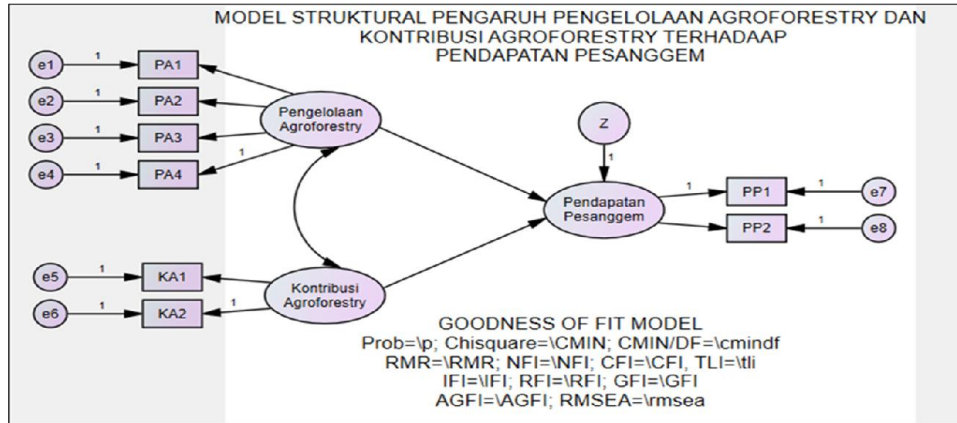 MODEL STRUKTURAL PENGARUH PENGELOLAAN AGROFORESTRY DAN
KONTRIBUSI AGROFORESTRY TERHADAAP
PENDAPATAN PESANGGEM
e1
1
PA1
e2
1
PA2
e3
1
PA3
e4
1
PA4
1
Pengelolaan
Agroforestry
Z
1
Pendapatan
Pesanggem
1
PP1
1
e7
PP2
1
e8
e5
1
KA1
e6
1
KA2
1
Kontribusi
Agroforestry
GOODNESS OF FIT MODEL
Prob=\p; Chisquare=\CMIN; CMIN/DF=\cmindf
RMR=\RMR; NFI=\NFI; CFI=\CFI, TLI=\tli
IFI=\IFI; RFI=\RFI; GFI=\GFI
AGFI=\AGFI; RMSEA=\rmsea